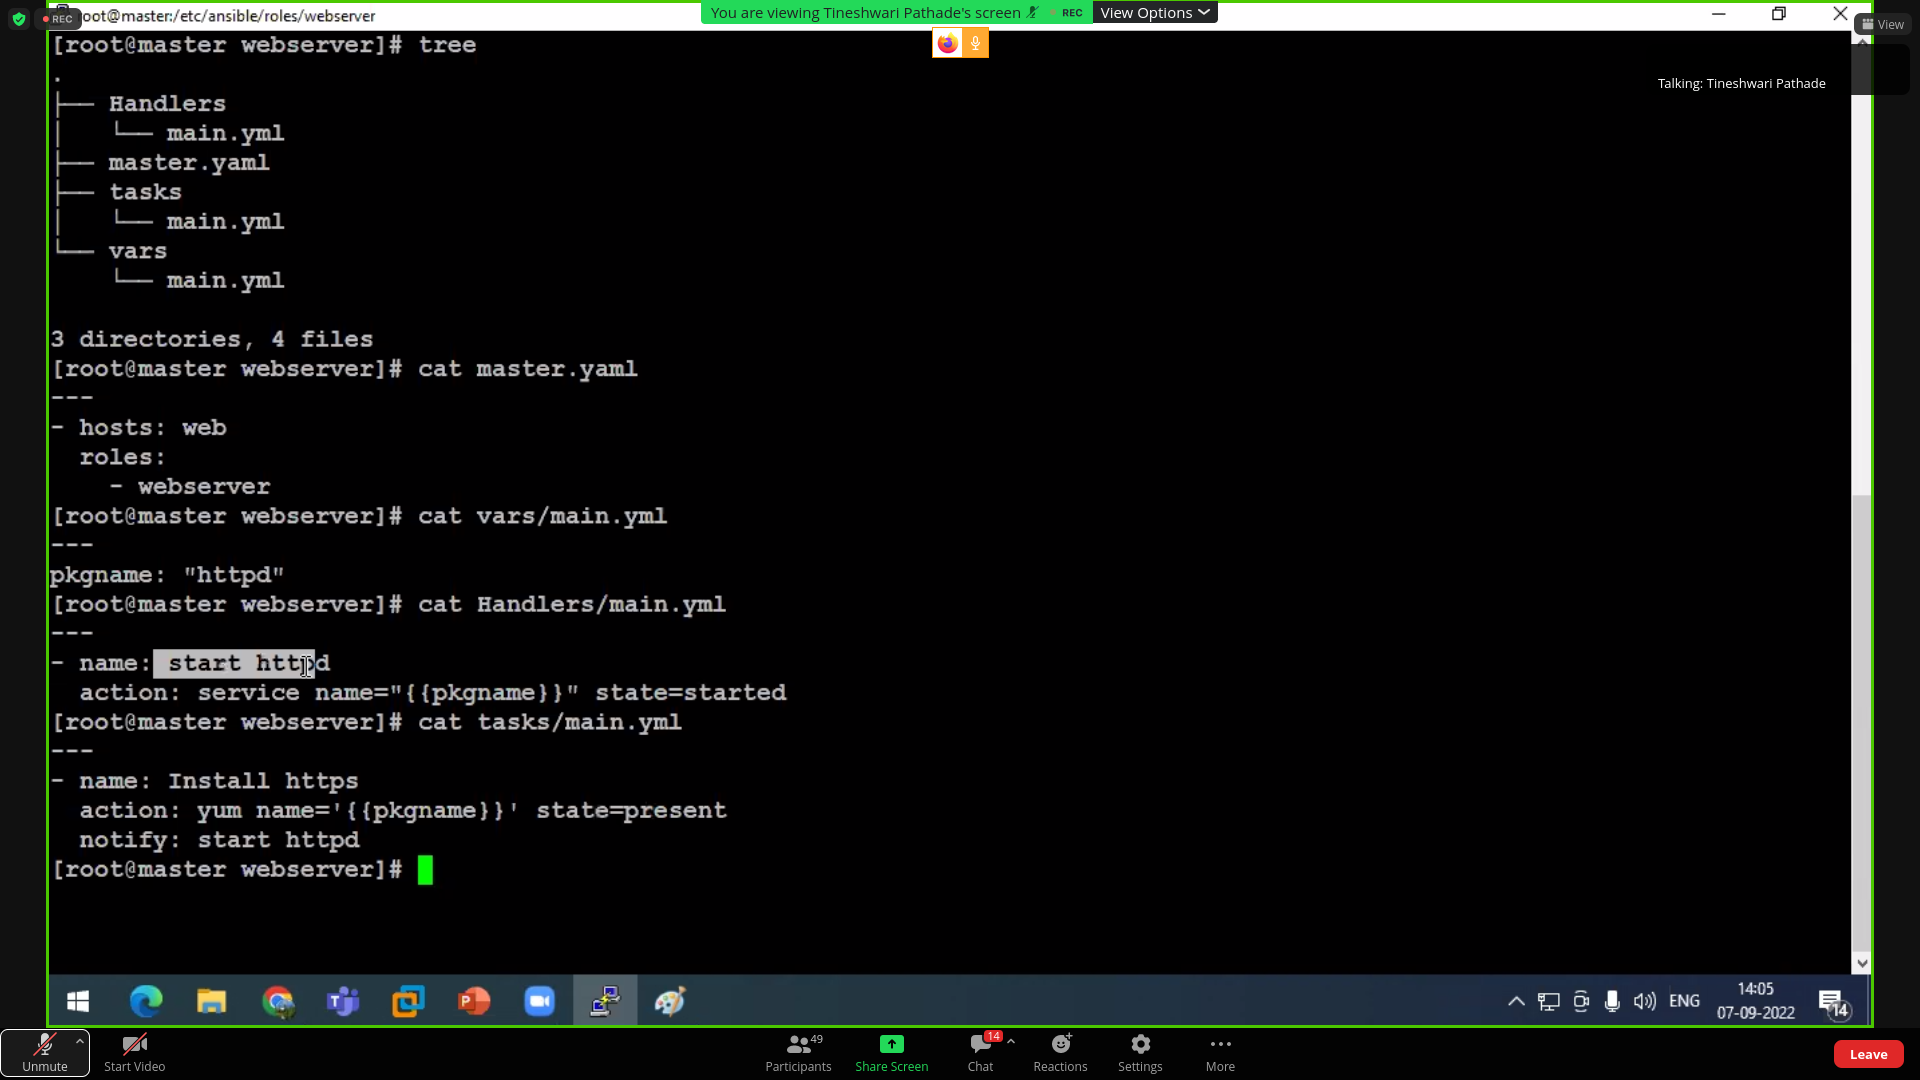 REC
root@master:/etc/ansible/roles/webserver
You are viewing Tineshwari Pathade's screen
REC
View Options
View
[root@master webserver]# tree
.
├── Handlers
│   └── main.yml
├── master.yaml
├── tasks
│   └── main.yml
└── vars
    └── main.yml
3 directories, 4 files
Talking: Tineshwari Pathade
[root@master webserver]# cat master.yaml
---
- hosts: web
  roles:
    - webserver
[root@master webserver]# cat vars/main.yml
---
pkgname: "httpd"
[root@master webserver]# cat Handlers/main.yml
---
- name: start httpd
  action: service name="{{pkgname}}" state=started
[root@master webserver]# cat tasks/main.yml
---
- name: Install https
  action: yum name='{{pkgname}}' state=present
  notify: start httpd
[root@master webserver]#
ENG
14:05
07-09-2022
14
Unmute
Start Video
49
Participants
Share Screen
14
Chat
Reactions
Settings
More
Leave